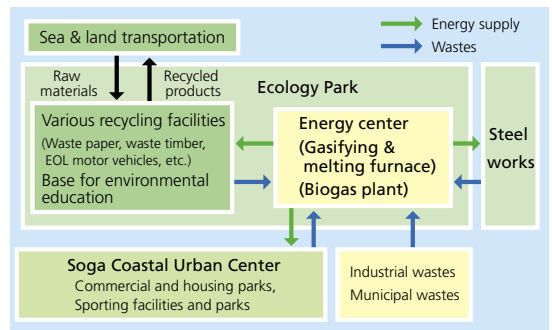 Energy supply
Wastes
Sea & land transportation
Raw
materials
Recycled
products
Ecology Park
Various recycling facilities
(Waste paper, waste timber,
EOL motor vehicles, etc.)
Base for environmental
education
Energy center
(Gasifying &
melting furnace)
(Biogas plant)
Steel
works
Soga Coastal Urban Center
Commercial and housing parks,
Sporting facilities and parks
Industrial wastes
Municipal wastes